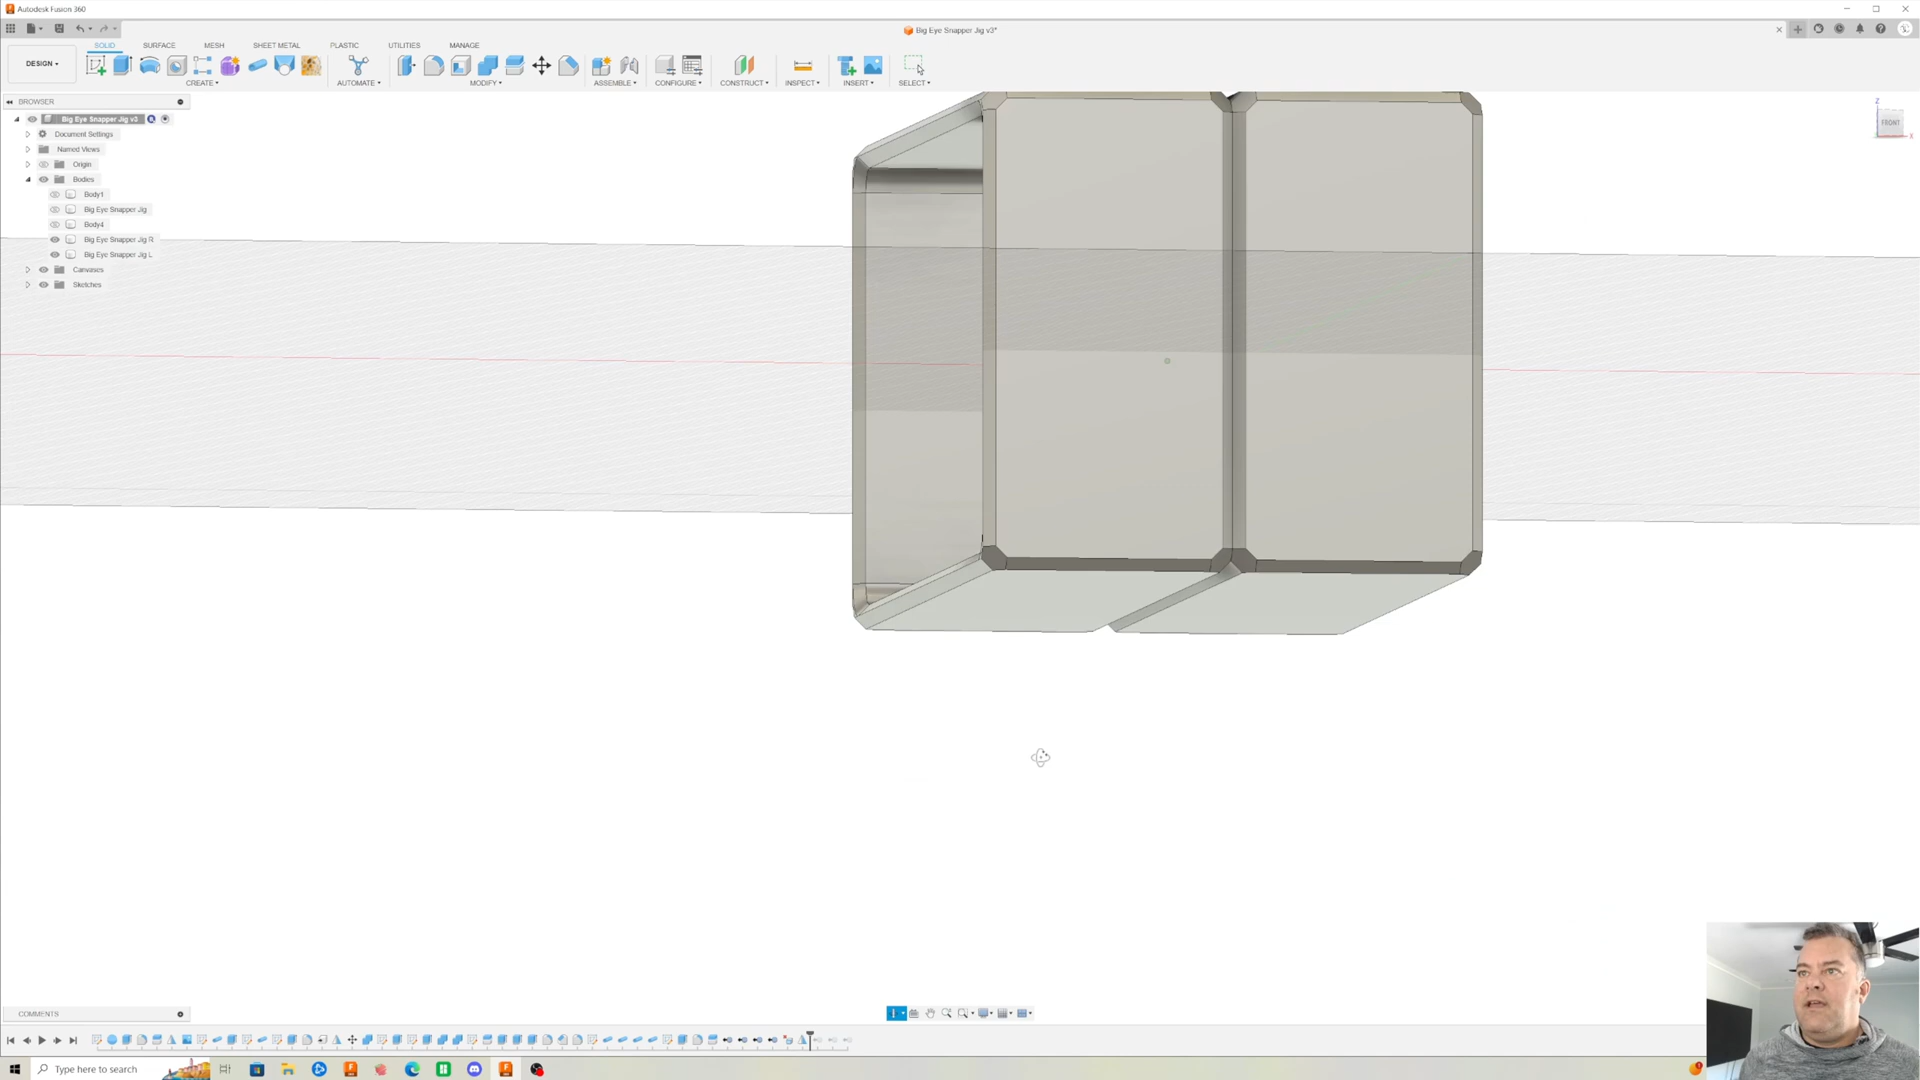 Autodesk Fusion 360
Big Eye Snapper Jig v3*
DESIGN
SOLID SURFACE MESH SHEET METAL PLASTIC UTILITIES MANAGE
CREATE AUTOMATE MODIFY ASSEMBLE CONFIGURE CONSTRUCT INSPECT INSERT SELECT
BROWSER
Big Eye Snapper Jig v3
Document Settings
Named Views
Origin
Bodies
Body1
Big Eye Snapper Jig
Body4
Big Eye Snapper Jig R
Big Eye Snapper Jig L
Canvases
Sketches
Z
FRONT
X
COMMENTS
Type here to search